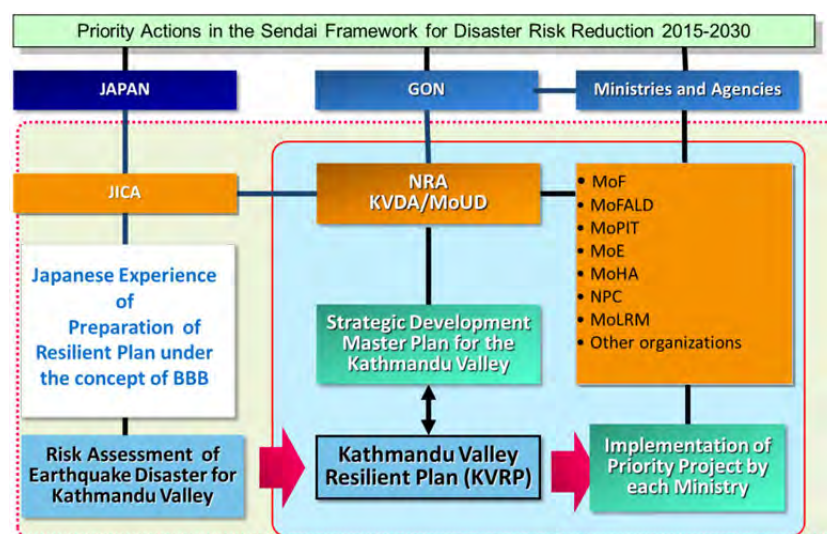 Priority Actions in the Sendai Framework for Disaster Risk Reduction 2015-2030
JAPAN
GON
Ministries and Agencies
JICA
NRA
KVDA/MoUD
• MoF
• MoFALD
• MoPIT
• MoE
• MoHA
• NPC
• MoLRM
• Other organizations
Japanese Experience
of
Preparation of
Resilient Plan under
the concept of BBB
Strategic Development
Master Plan for the
Kathmandu Valley
Risk Assessment of
Earthquake Disaster for
Kathmandu Valley
Kathmandu Valley
Resilient Plan (KVRP)
Implementation of
Priority Project by
each Ministry